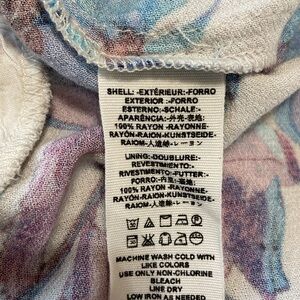 SHELL: -EXTÉRIEUR:-FORRO
EXTERIOR :-FORRO
ESTERNO:-SCHALE:-
APARÊNCIA:-外壳-表地:
100% RAYON -RAYONNE-
RAYÓN-RAION-KUNSTSEIDE-
RAIOM-人造絲-レーヨン
LINING:-DOUBLURE:-
REVESTIMIENTO:-
RIVESTIMENTO-FUTTER:-
FORRO:-内里-裏地:
100% RAYON -RAYONNE-
RAYÓN-RAION-KUNSTSEIDE-
RAIOM-人造絲-レーヨン
MACHINE WASH COLD WITH
LIKE COLORS
USE ONLY NON-CHLORINE
BLEACH
LINE DRY
LOW IRON AS NEEDED